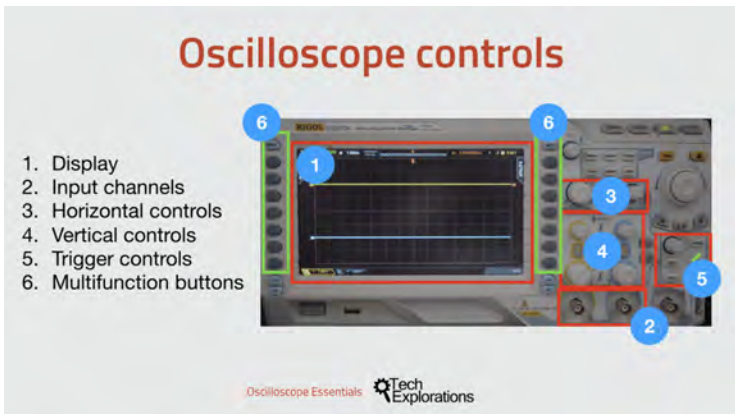 Oscilloscope controls
6
6
RIGOL
1
1. Display
2. Input channels
3. Horizontal controls
4. Vertical controls
5. Trigger controls
6. Multifunction buttons
3
4
5
2
Oscilloscope Essentials
Tech
Explorations